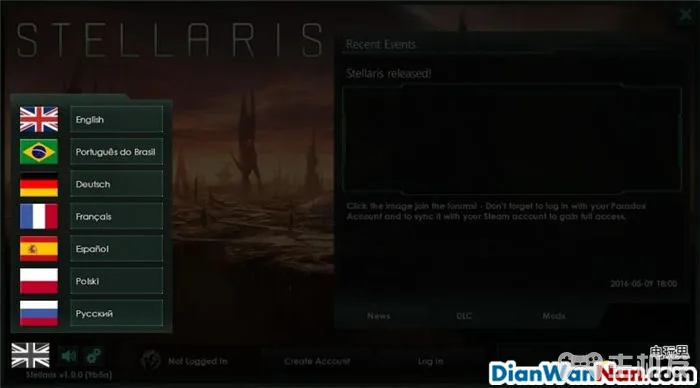 STELLARIS
Recent Events
Stellaris released!
English
Português do Brasil
Deutsch
Français
Español
Polski
Русский
Click the image join the forums! - Don't forget to log in with your Paradox
Account and to sync it with your Steam account to gain full access.
2016-05-09 18:00
News
DLC
Mods
Not Logged In
Create Account
Log in
电玩男
DianWanNan.com